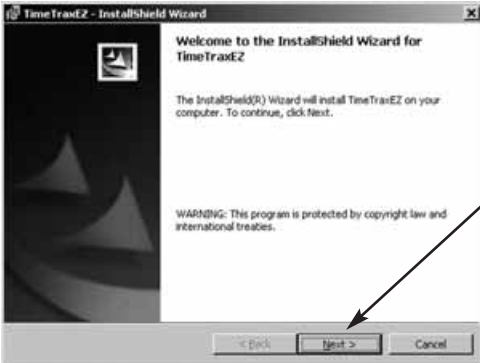 TimeTraxEZ - InstallShield Wizard
Welcome to the InstallShield Wizard for
TimeTraxEZ
The InstallShield(R) Wizard will install TimeTraxEZ on your
computer. To continue, click Next.
WARNING: This program is protected by copyright law and
international treaties.
< Back
Next >
Cancel